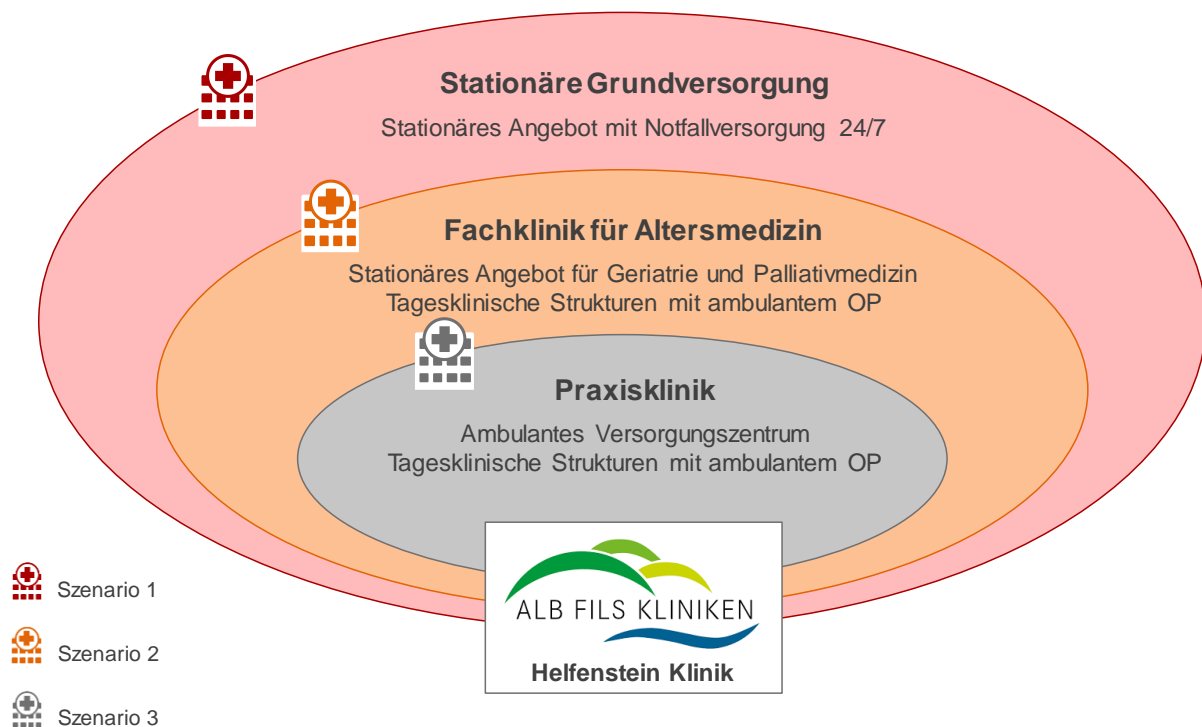 Stationäre Grundversorgung
Stationäres Angebot mit Notfallversorgung 24/7
Fachklinik für Altersmedizin
Stationäres Angebot für Geriatrie und Palliativmedizin
Tagesklinische Strukturen mit ambulantem OP
Praxisklinik
Ambulantes Versorgungszentrum
Tagesklinische Strukturen mit ambulantem OP
ALB FILS KLINIKEN
Helfenstein Klinik
Szenario 1
Szenario 2
Szenario 3